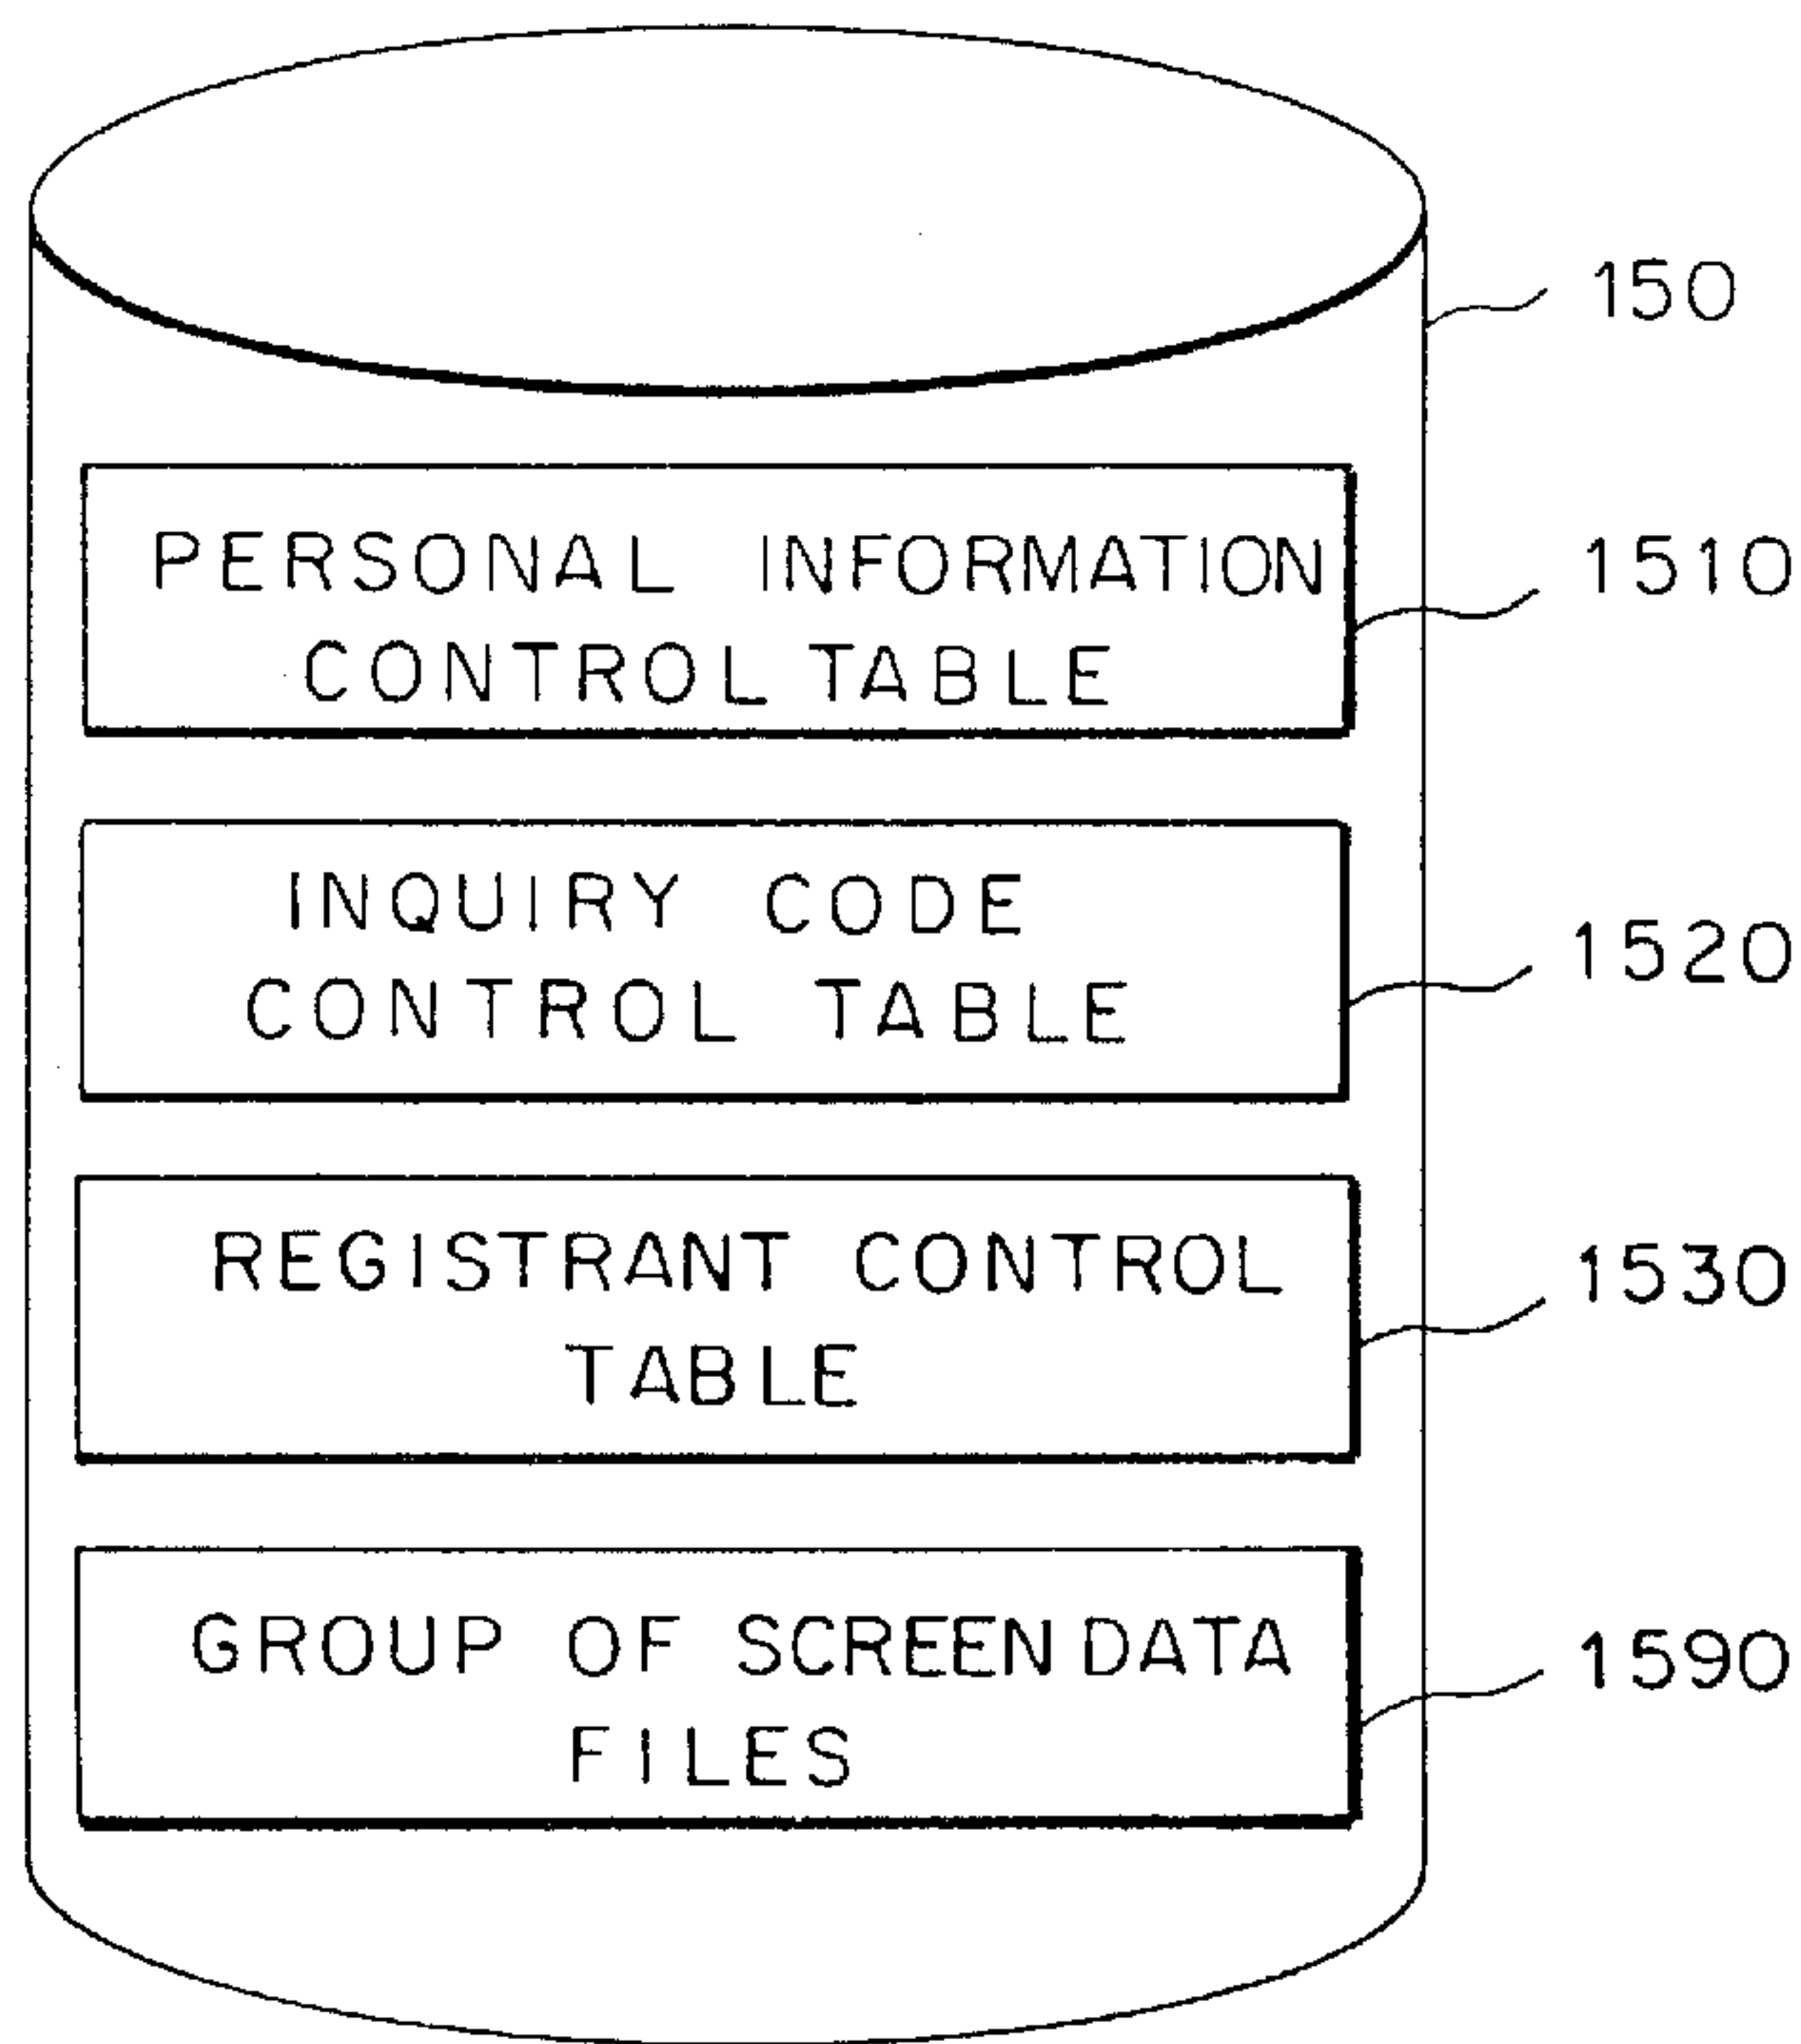 150
PERSONAL INFORMATION
CONTROL TABLE
1510
INQUIRY CODE
CONTROL TABLE
1520
REGISTRANT CONTROL
TABLE
1530
GROUP OF SCREEN DATA
FILES
1590